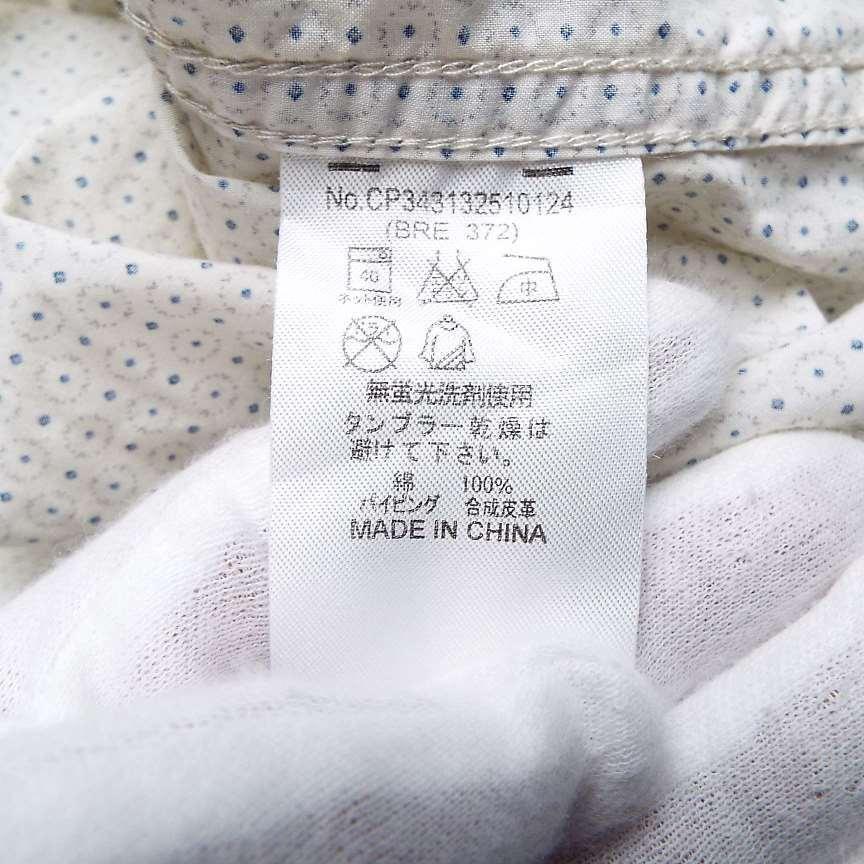 No.CP343132510124
(BRE 372)
40
中
ネット使用
無蛍光洗剤使用
タンブラー乾燥は
避けて下さい。
綿 100%
パイピング 合成皮革
MADE IN CHINA